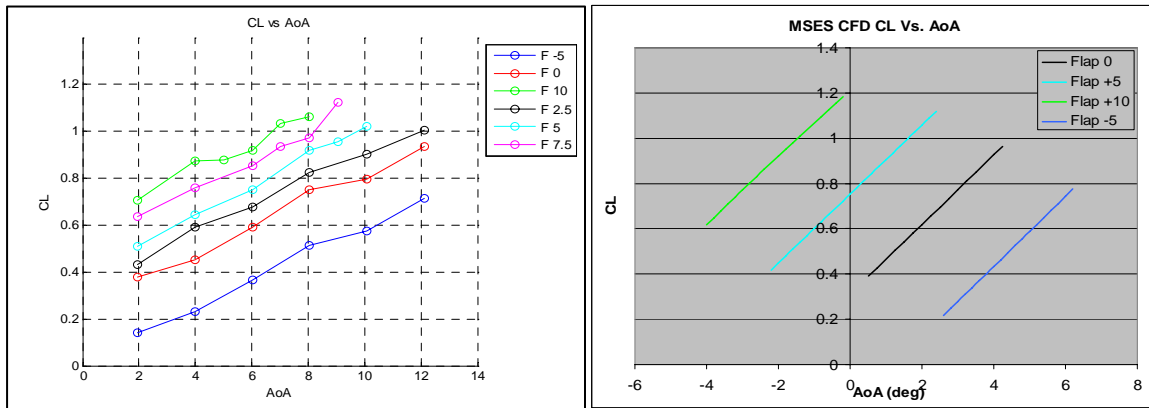 CL vs AoA
1.2
1
0.8
0.6
0.4
0.2
0
CL
0 2 4 6 8 10 12 14
AoA
F -5
F 0
F 10
F 2.5
F 5
F 7.5
MSES CFD CL Vs. AoA
1.4
1.2
1
0.8
0.6
0.4
0.2
0
CL
-6 -4 -2 0 2 4 6 8
AoA (deg)
Flap 0
Flap +5
Flap +10
Flap -5